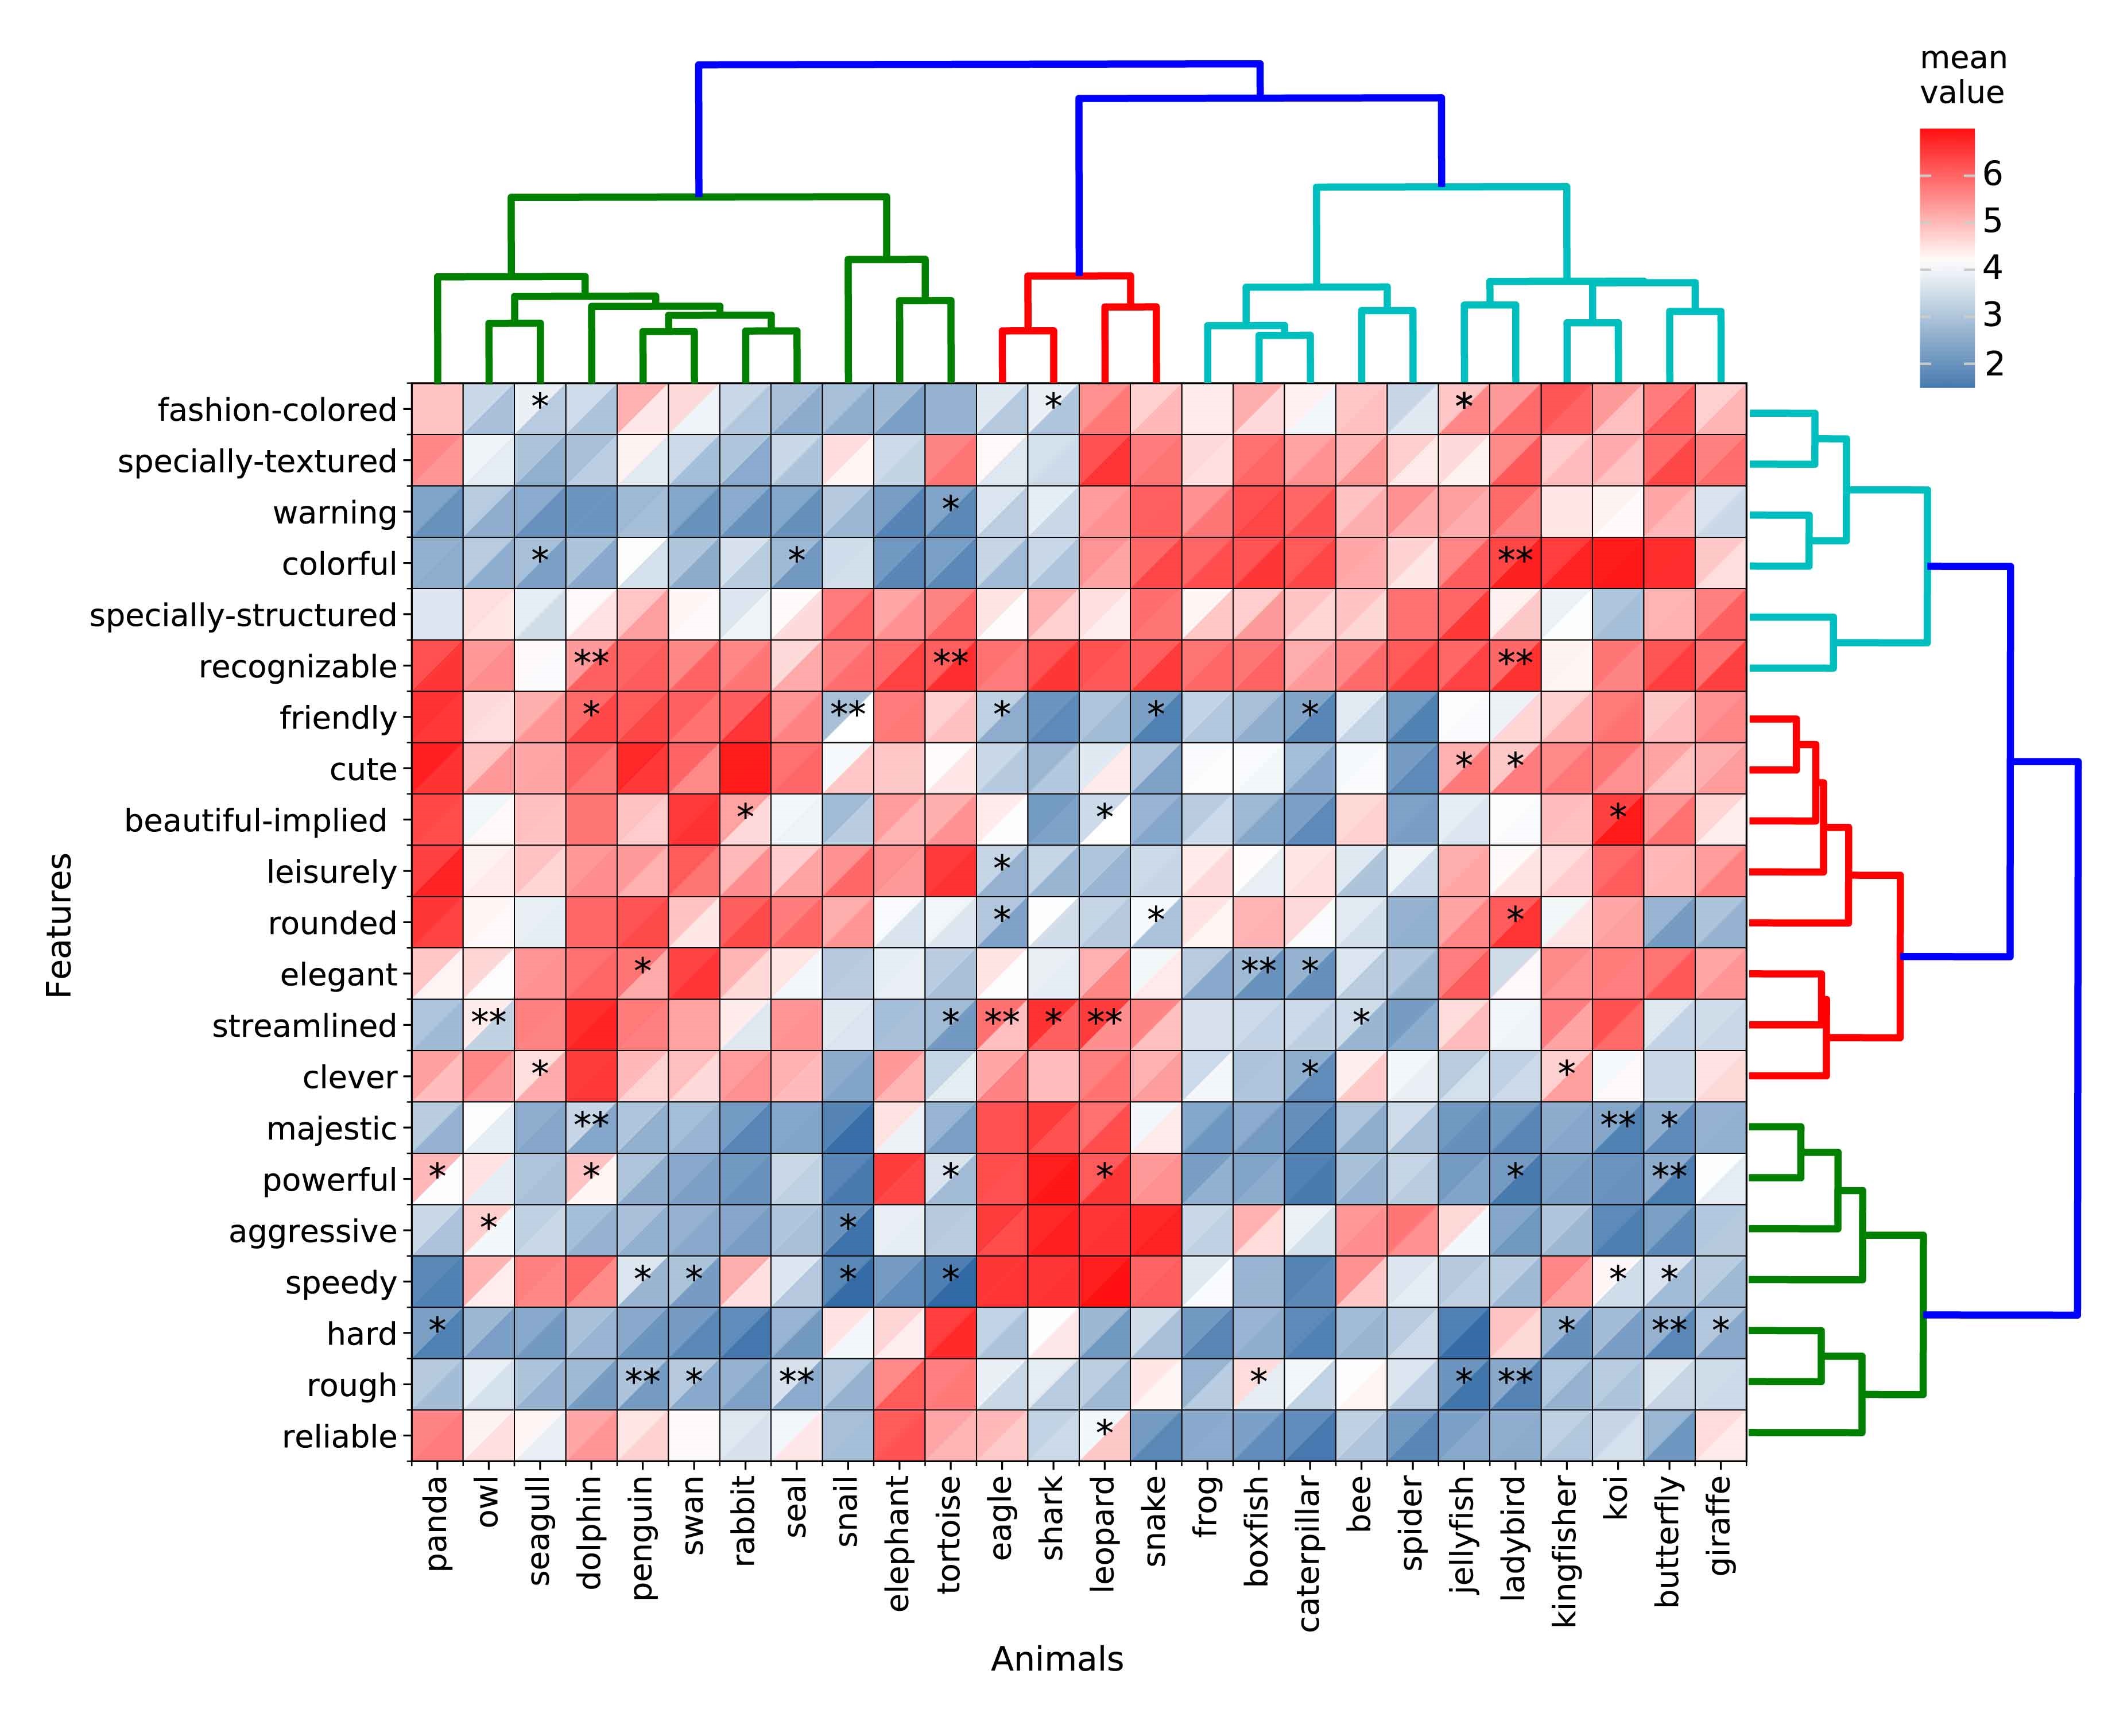 mean
value
6
5
4
3
2
fashion-colored * * *
specially-textured
warning *
colorful * * **
specially-structured
recognizable ** ** **
friendly * ** * * *
cute * *
beautiful-implied * * *
leisurely *
rounded * * *
elegant * ** *
streamlined ** * ** * ** *
clever * * *
majestic ** ** *
powerful * * * * * **
aggressive * *
speedy * * * * * *
hard * * ** *
rough ** * ** * * **
reliable *
Features
panda
owl
seagull
dolphin
penguin
swan
rabbit
seal
snail
elephant
tortoise
eagle
shark
leopard
snake
frog
boxfish
caterpillar
bee
spider
jellyfish
ladybird
kingfisher
koi
butterfly
giraffe
Animals